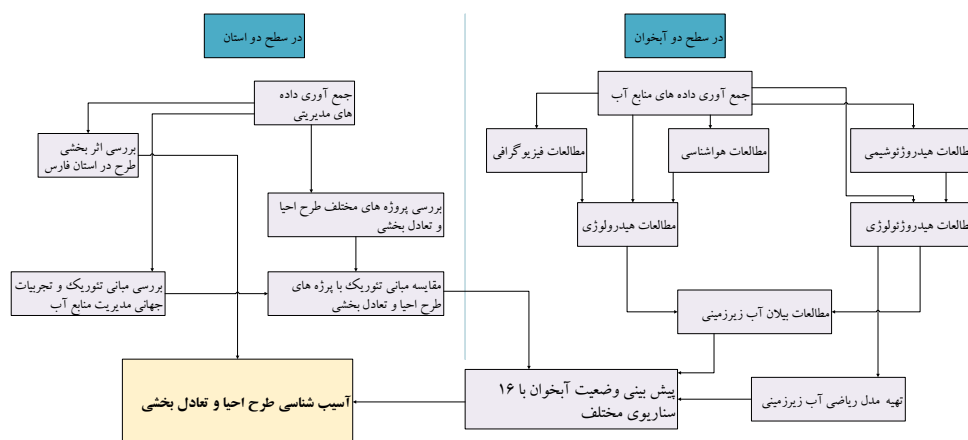 در سطح دو آبخوان
در سطح دو استان
جمع آوری داده های منابع آب
جمع آوری داده
های مدیریتی
مطالعات هیدروژئوشیمی
مطالعات هواشناسی
مطالعات فیزیوگرافی
بررسی اثر بخشی
طرح در استان فارس
مطالعات هیدروژئولوژی
مطالعات هیدرولوژی
بررسی پروژه های مختلف طرح احیا
و تعادل بخشی
مطالعات بیلان آب زیرزمینی
مقایسه مبانی تئوریک با پرژه های
طرح احیا و تعادل بخشی
بررسی مبانی تئوریک و تجربیات
جهانی مدیریت منابع آب
تهیه مدل ریاضی آب زیرزمینی
پیش بینی وضعیت آبخوان با ۱۶
سناریوی مختلف
آسیب شناسی طرح احیا و تعادل بخشی